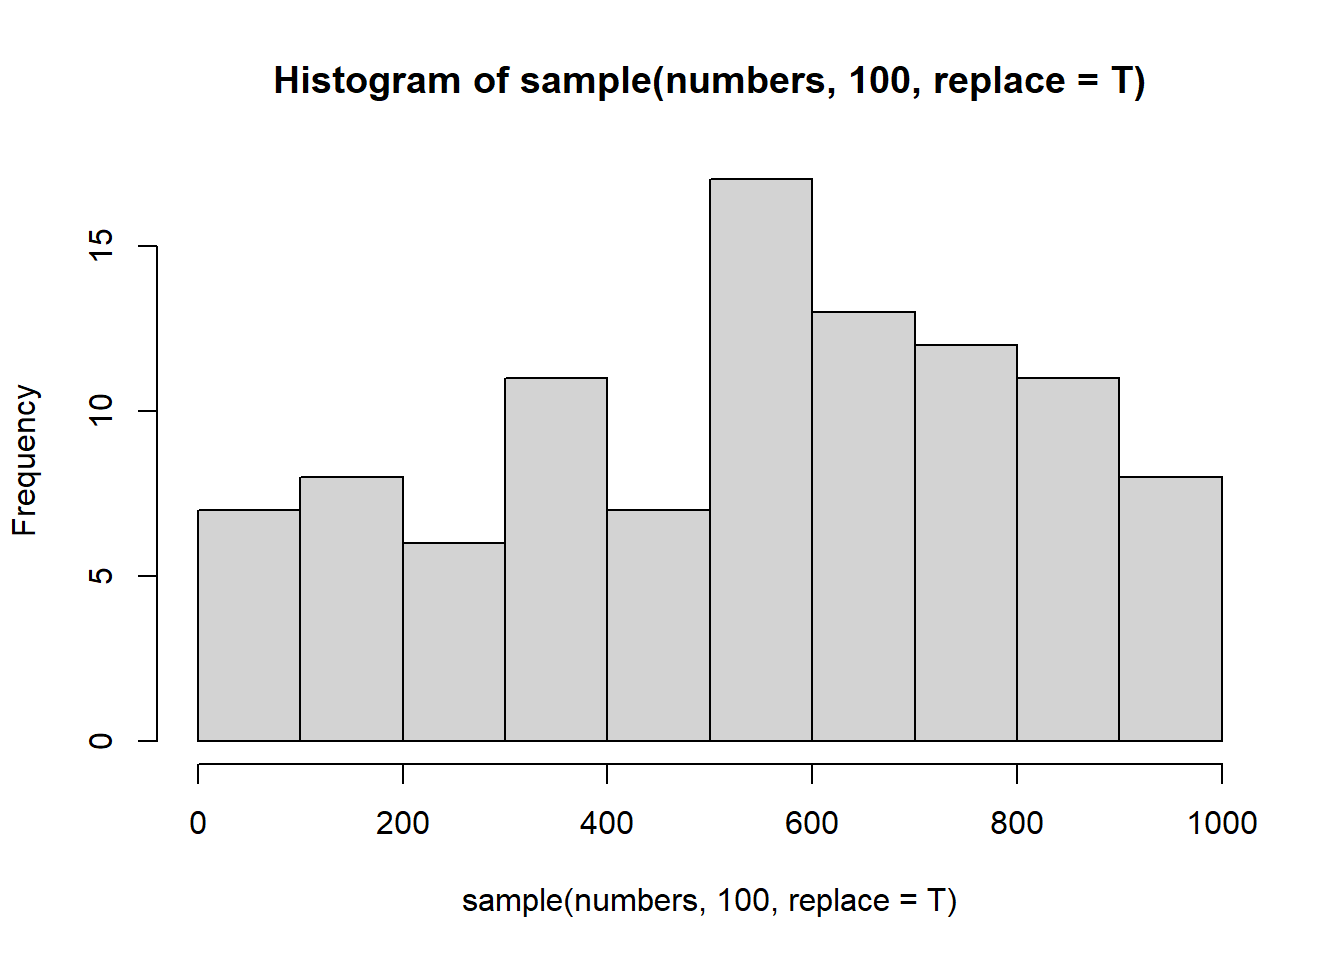 Histogram of sample(numbers, 100, replace = T)
Frequency
15
10
5
0
0 200 400 600 800 1000
sample(numbers, 100, replace = T)